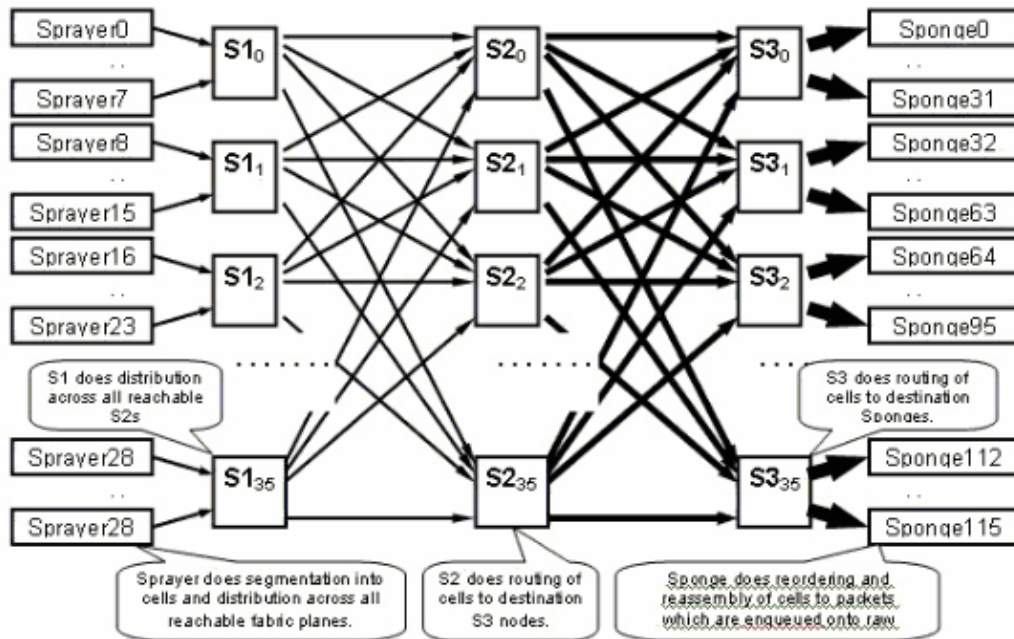 Sprayer0
S1₀
S2₀
S3₀
Sponge0
..
..
Sprayer7
Sponge31
Sprayer8
S1₁
S2₁
S3₁
Sponge32
..
..
Sprayer15
Sponge63
Sprayer16
S1₂
S2₂
S3₂
Sponge64
..
..
Sprayer23
Sponge95
S1 does distribution
across all reachable
S2s
S3 does routing of
cells to destination
Sponges.
Sprayer28
S1₃₅
S2₃₅
S3₃₅
Sponge112
..
..
Sprayer28
Sponge115
Sprayer does segmentation into
cells and distribution across all
reachable fabric planes.
S2 does routing of
cells to destination
S3 nodes.
Sponge does reordering and
reassembly of cells to packets
which are enqueued onto raw